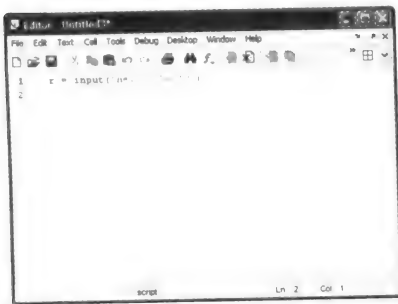 Editor - Untitled3*
File Edit Text Cell Tools Debug Desktop Window Help
1 r = input(
2
script Ln 2 Col 1